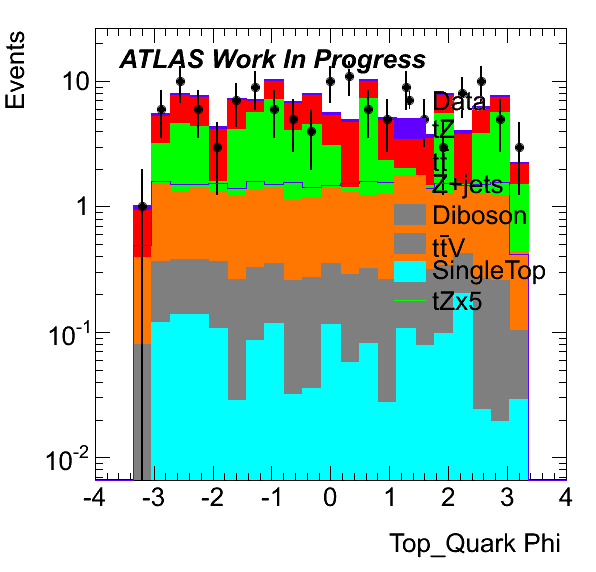 Events
ATLAS Work In Progress
10
1
10⁻¹
10⁻²
Data
tZ
tt̄
Z+jets
Diboson
tt̄V
SingleTop
tZx5
-4 -3 -2 -1 0 1 2 3 4
Top_Quark Phi